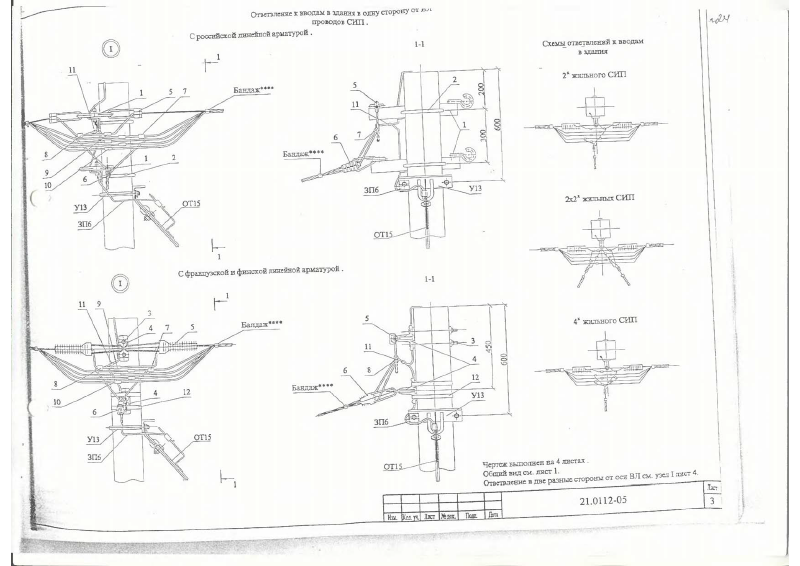 Ответвление к вводам в здания в одну сторону от ВЛ
проводов СИП .
С российской линейной арматурой .
1
1
11
1
5
7
Бандаж****
8
9
10
6
1
2
У13
ЗП6
ОТ15
1
1-1
5
11
6
7
Бандаж****
2
1
200
200
600
ЗП6
У13
ОТ15
Схемы ответвлений к вводам
в здания
2ˣ жильного СИП
2х2ˣ жильных СИП
4ˣ жильного СИП
С французской и финской линейной арматурой .
1
1
11
9
3
4
7
5
Бандаж****
8
10
4
6
12
У13
ЗП6
ОТ15
1
1-1
5
11
6
8
Бандаж****
3
4
12
450
600
У13
ЗП6
ОТ15
Чертеж выполнен на 4 листах .
Общий вид см. лист 1.
Ответвление в две разные стороны от оси ВЛ см. узел I лист 4.
21.0112-05
Лист
3
Изм. Кол. уч. Лист № док. Подп. Дата